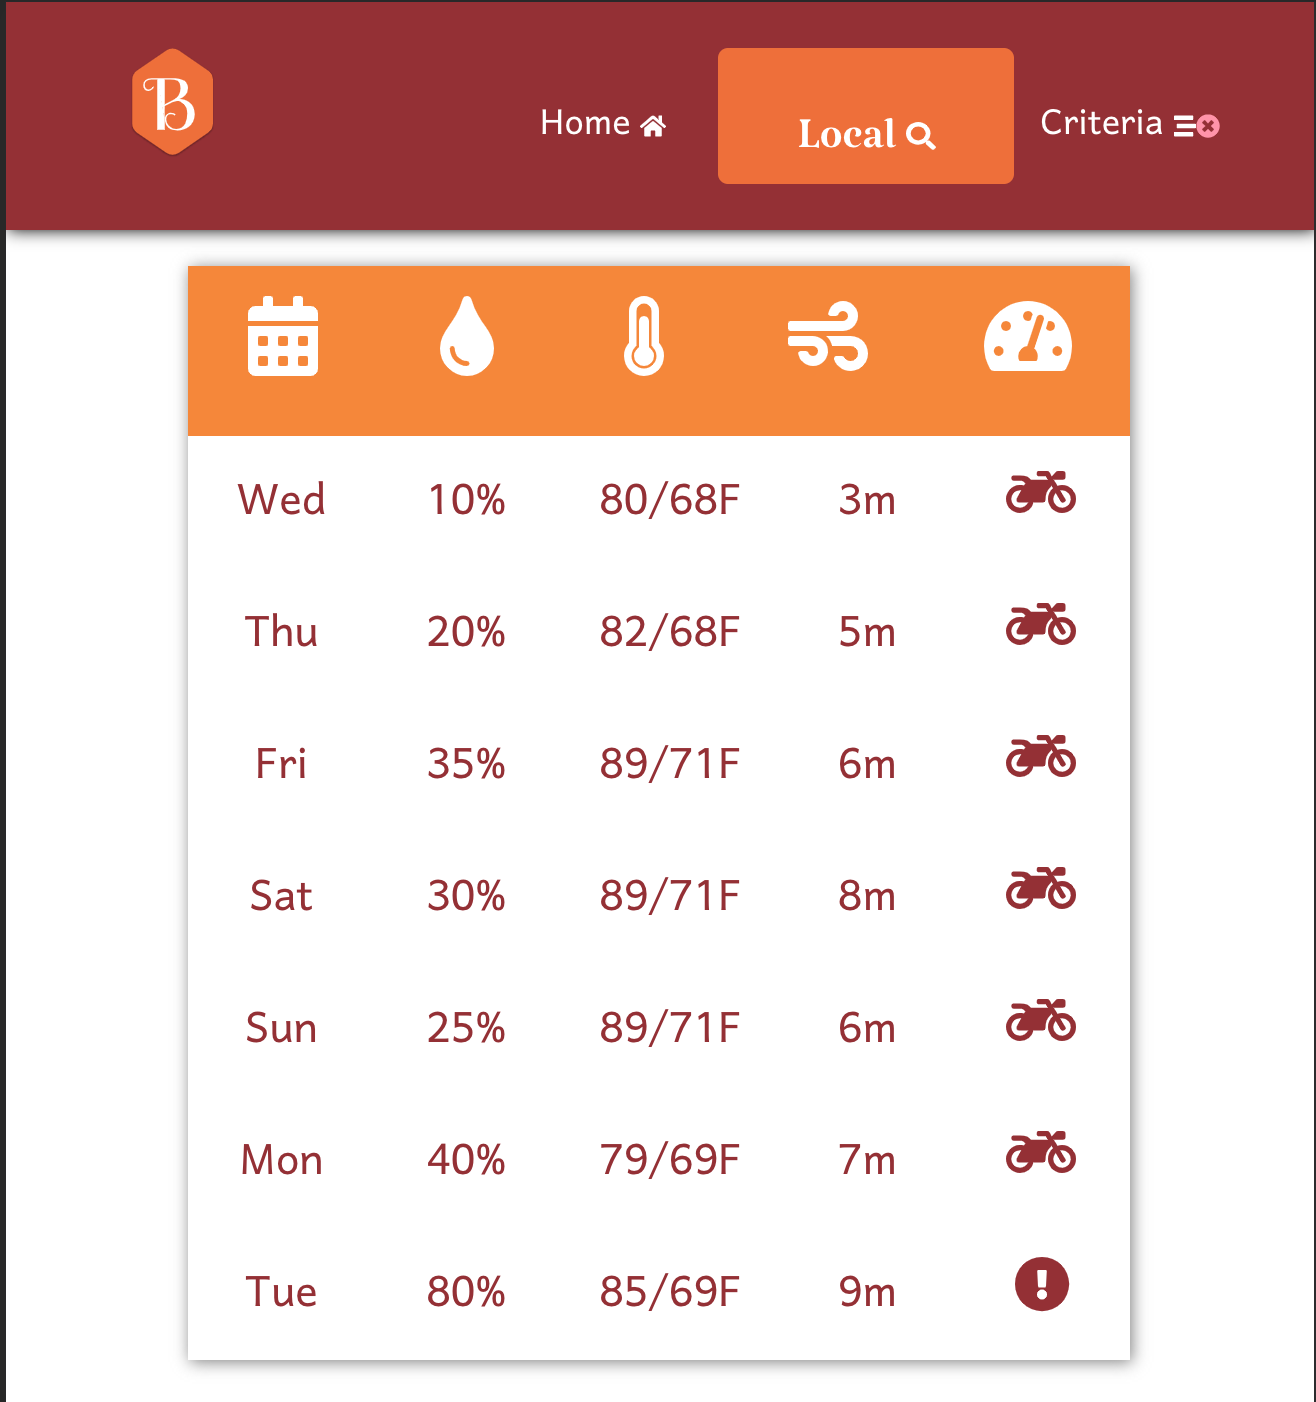 B
Home Local Criteria
Wed 10% 80/68F 3m
Thu 20% 82/68F 5m
Fri 35% 89/71F 6m
Sat 30% 89/71F 8m
Sun 25% 89/71F 6m
Mon 40% 79/69F 7m
Tue 80% 85/69F 9m